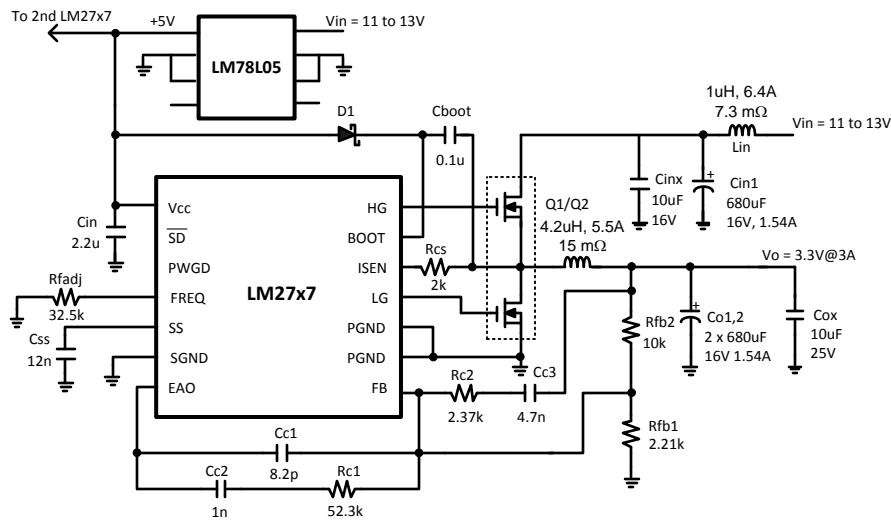 To 2nd LM27x7
+5V
Vin = 11 to 13V
LM78L05
D1
Cboot
0.1u
1uH, 6.4A
7.3 mΩ
Lin
Vin = 11 to 13V
Cinx
10uF
16V
+
Cin1
680uF
16V, 1.54A
Vcc
SD
PWGD
FREQ
SS
SGND
EAO
LM27x7
HG
BOOT
ISEN
LG
PGND
PGND
FB
Cin
2.2u
Rfadj
32.5k
Css
12n
Rcs
2k
Q1/Q2
4.2uH, 5.5A
15 mΩ
Vo = 3.3V@3A
Rfb2
10k
+
Co1,2
2 x 680uF
16V 1.54A
Cox
10uF
25V
Rc2
2.37k
Cc3
4.7n
Rfb1
2.21k
Cc1
8.2p
Cc2
1n
Rc1
52.3k